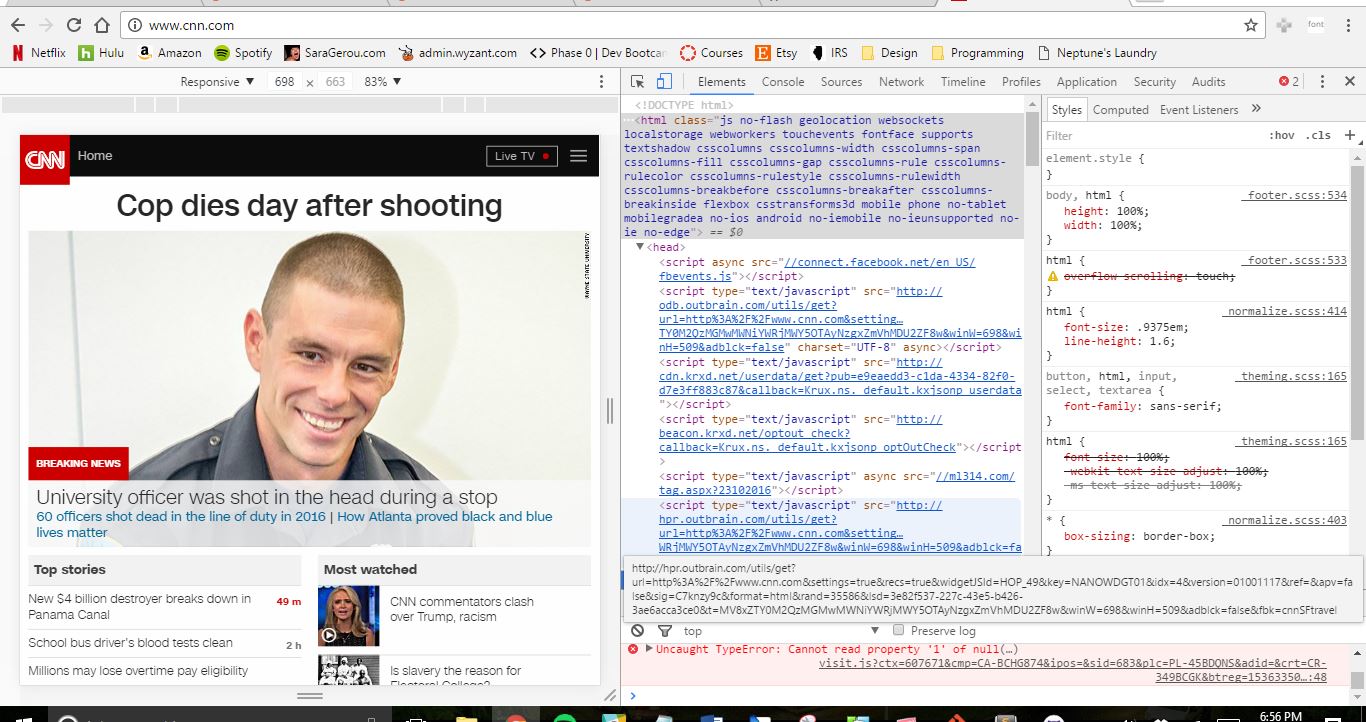 www.cnn.com
font
Netflix Hulu Amazon Spotify SaraGerou.com admin.wyzant.com Phase 0 | Dev Bootcam Courses Etsy IRS Design Programming Neptune's Laundry
Responsive ▼ 698 x 663 83% ▼
CNN Home Live TV
Cop dies day after shooting
WAYNE STATE UNIVERSITY
BREAKING NEWS
University officer was shot in the head during a stop
60 officers shot dead in the line of duty in 2016 | How Atlanta proved black and blue
lives matter
Top stories
New $4 billion destroyer breaks down in
Panama Canal
49 m
School bus driver's blood tests clean 2 h
Millions may lose overtime pay eligibility
Most watched
CNN commentators clash
over Trump, racism
Is slavery the reason for
Electoral College?
Elements Console Sources Network Timeline Profiles Application Security Audits 2
<!DOCTYPE html>
<html class="js no-flash geolocation websockets
localstorage webworkers touchevents fontface supports
textshadow csscolumns csscolumns-width csscolumns-span
csscolumns-fill csscolumns-gap csscolumns-rule csscolumns-
rulecolor csscolumns-rulestyle csscolumns-rulewidth
csscolumns-breakbefore csscolumns-breakafter csscolumns-
breakinside flexbox csstransforms3d mobile phone no-tablet
mobilegradea no-ios android no-iemobile no-ieunsupported no-
ie no-edge"> == $0
▼<head>
<script async src="//connect.facebook.net/en_US/
fbevents.js"></script>
<script type="text/javascript" src="http://
odb.outbrain.com/utils/get?
url=http%3A%2F%2Fwww.cnn.com&setting…
TY0M2QzMGMwMWNiYWRjMWY5OTAyNzgxZmVhMDU2ZF8w&winW=698&wi
nH=509&adblck=false" charset="UTF-8" async></script>
<script type="text/javascript" src="http://
cdn.krxd.net/userdata/get?pub=e9eaedd3-c1da-4334-82f0-
d7e3ff883c87&callback=Krux.ns._default.kxjsonp_userdata
"></script>
<script type="text/javascript" src="http://
beacon.krxd.net/optout_check?
callback=Krux.ns._default.kxjsonp_optOutCheck"></script
>
<script type="text/javascript" async src="//ml314.com/
tag.aspx?23102016"></script>
<script type="text/javascript" src="http://
hpr.outbrain.com/utils/get?
url=http%3A%2F%2Fwww.cnn.com&setting…
WRjMWY5OTAyNzgxZmVhMDU2ZF8w&winW=698&winH=509&adblck=fa
http://hpr.outbrain.com/utils/get?
url=http%3A%2F%2Fwww.cnn.com&settings=true&recs=true&widgetJSId=HOP_49&key=NANOWDGT01&idx=4&version=01001117&ref=&apv=fa
lse&sig=C7knzy9c&format=html&rand=35586&lsd=3e82f537-227c-43e5-b426-
3ae6acca3ce0&t=MV8xZTY0M2QzMGMwMWNiYWRjMWY5OTAyNzgxZmVhMDU2ZF8w&winW=698&winH=509&adblck=false&fbk=cnnSFtravel
top ▼ Preserve log
Uncaught TypeError: Cannot read property '1' of null(…)
visit.js?ctx=607671&cmp=CA-BCHG874&ipos=&sid=683&plc=PL-45BDQNS&adid=&crt=CR-
349BCGK&btreg=15363350…:48
Styles Computed Event Listeners »
Filter :hov .cls +
element.style {
}
body, html { footer.scss:534
height: 100%;
width: 100%;
}
html { footer.scss:533
overflow-scrolling: touch;
}
html { normalize.scss:414
font-size: .9375em;
line-height: 1.6;
}
button, html, input, theming.scss:165
select, textarea {
font-family: sans-serif;
}
html { theming.scss:165
font-size: 100%;
-webkit-text-size-adjust: 100%;
-ms-text-size-adjust: 100%;
}
* { normalize.scss:403
box-sizing: border-box;
6:56 PM